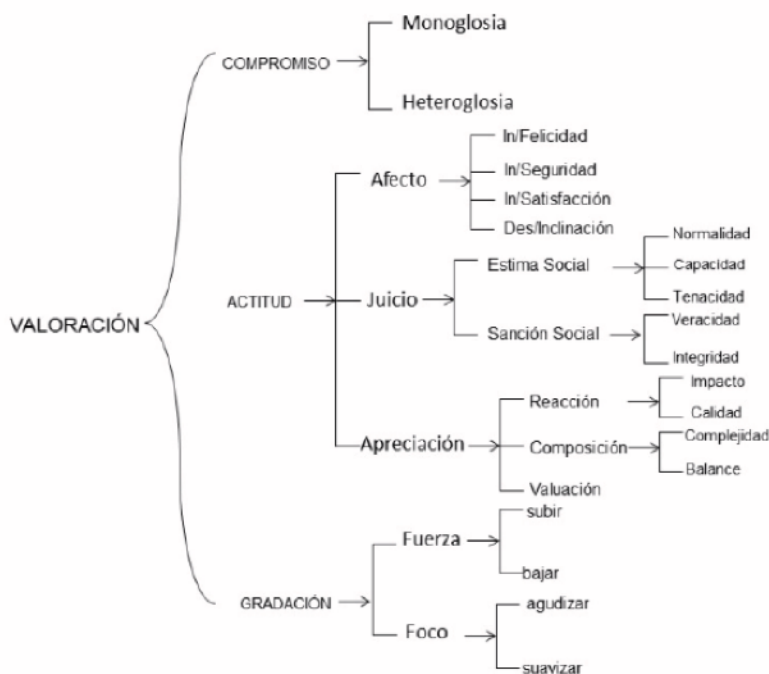 Monoglosia
COMPROMISO
Heteroglosia
In/Felicidad
Afecto
In/Seguridad
In/Satisfacción
Des/Inclinación
Normalidad
Estima Social
Capacidad
Tenacidad
VALORACIÓN
ACTITUD
Juicio
Veracidad
Sanción Social
Integridad
Impacto
Reacción
Calidad
Apreciación
Composición
Complejidad
Balance
Valuación
subir
Fuerza
bajar
GRADACIÓN
agudizar
Foco
suavizar